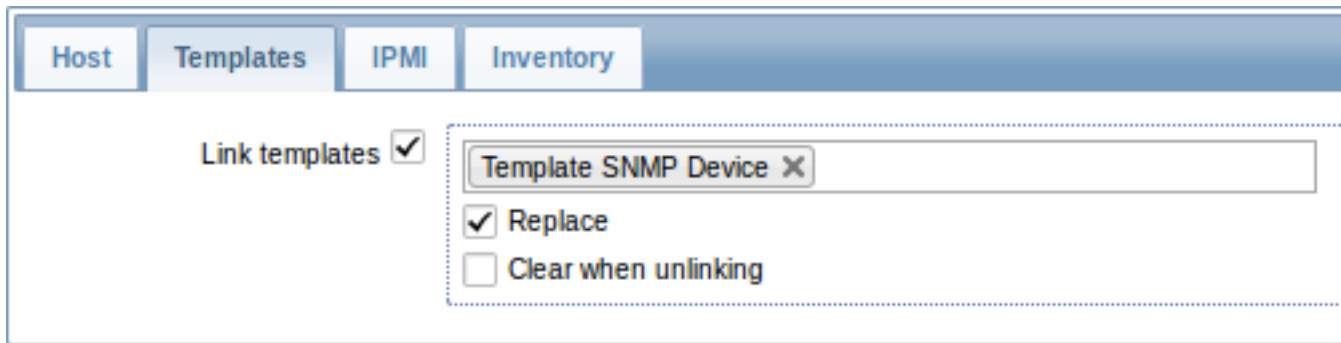 Host Templates IPMI Inventory
Link templates Template SNMP Device
Replace
Clear when unlinking